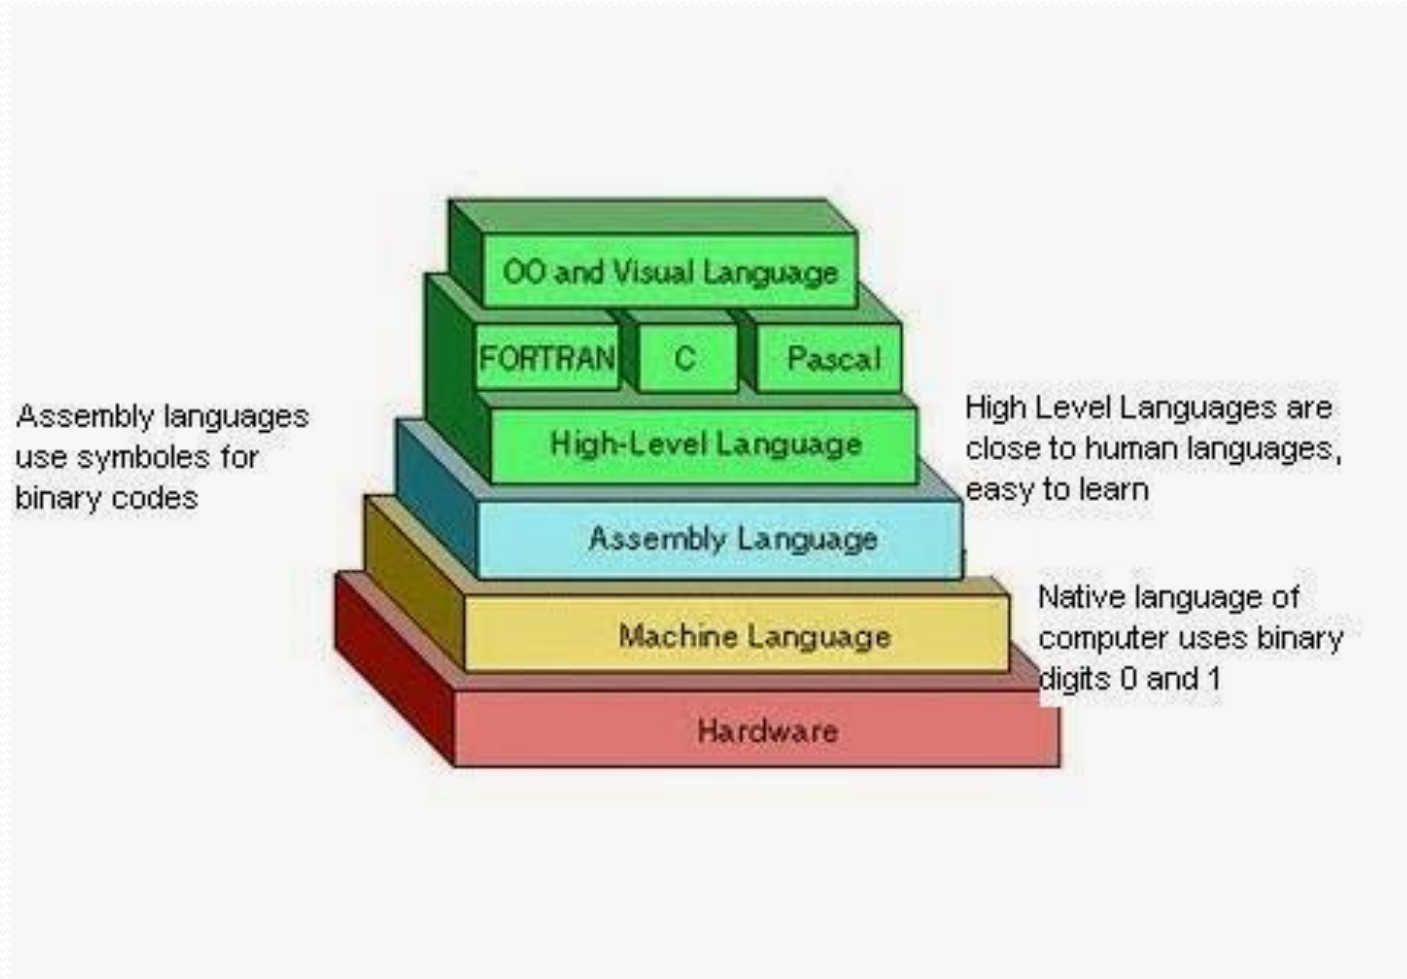 OO and Visual Language
FORTRAN
C
Pascal
High-Level Language
Assembly Language
Machine Language
Hardware
Assembly languages
use symboles for
binary codes
High Level Languages are
close to human languages,
easy to learn
Native language of
computer uses binary
digits 0 and 1